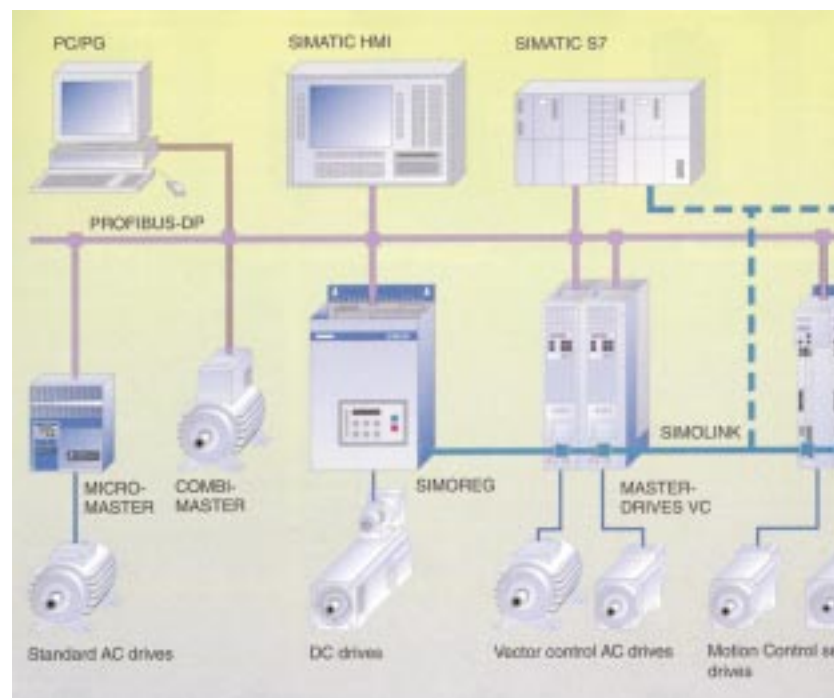 PC/PG
SIMATIC HMI
SIMATIC S7
PROFIBUS-DP
SIMOLINK
MICRO-
MASTER
COMBI-
MASTER
SIMOREG
MASTER-
DRIVES VC
Standard AC drives
DC drives
Vector control AC drives
Motion Control se
drives